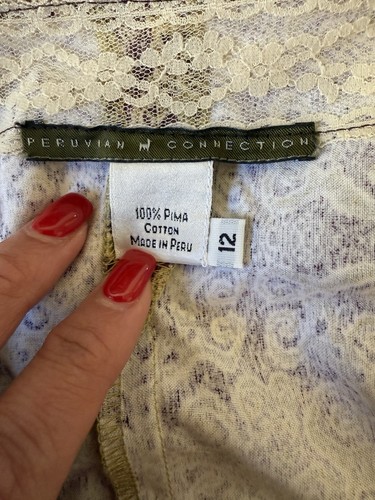 PERUVIAN CONNECTION
100% PIMA
COTTON
MADE IN PERU
12